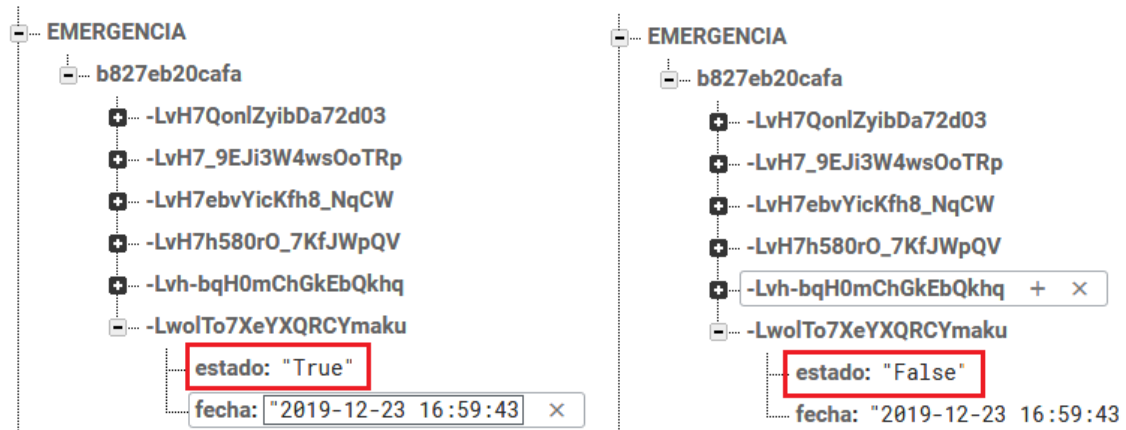 EMERGENCIA
b827eb20cafa
-LvH7QonlZyibDa72d03
-LvH7_9EJi3W4wsOoTRp
-LvH7ebvYicKfh8_NqCW
-LvH7h580rO_7KfJWpQV
-Lvh-bqH0mChGkEbQkhq
-LwolTo7XeYXQRCYmaku
estado: "True"
fecha: "2019-12-23 16:59:43
EMERGENCIA
b827eb20cafa
-LvH7QonlZyibDa72d03
-LvH7_9EJi3W4wsOoTRp
-LvH7ebvYicKfh8_NqCW
-LvH7h580rO_7KfJWpQV
-Lvh-bqH0mChGkEbQkhq
-LwolTo7XeYXQRCYmaku
estado: "False"
fecha: "2019-12-23 16:59:43